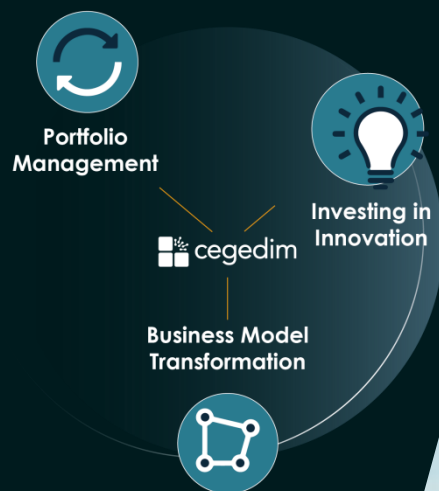 Portfolio
Management
Investing in
Innovation
cegedim
Business Model
Transformation